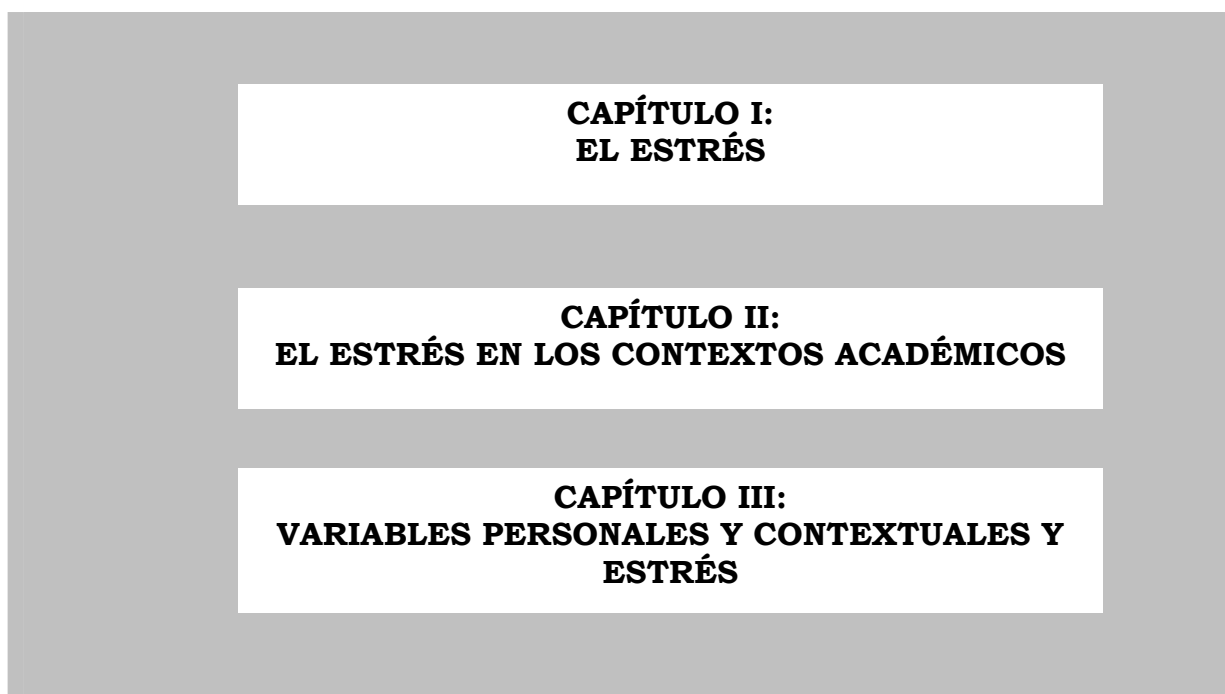 CAPÍTULO I:
EL ESTRÉS
CAPÍTULO II:
EL ESTRÉS EN LOS CONTEXTOS ACADÉMICOS
CAPÍTULO III:
VARIABLES PERSONALES Y CONTEXTUALES Y
ESTRÉS